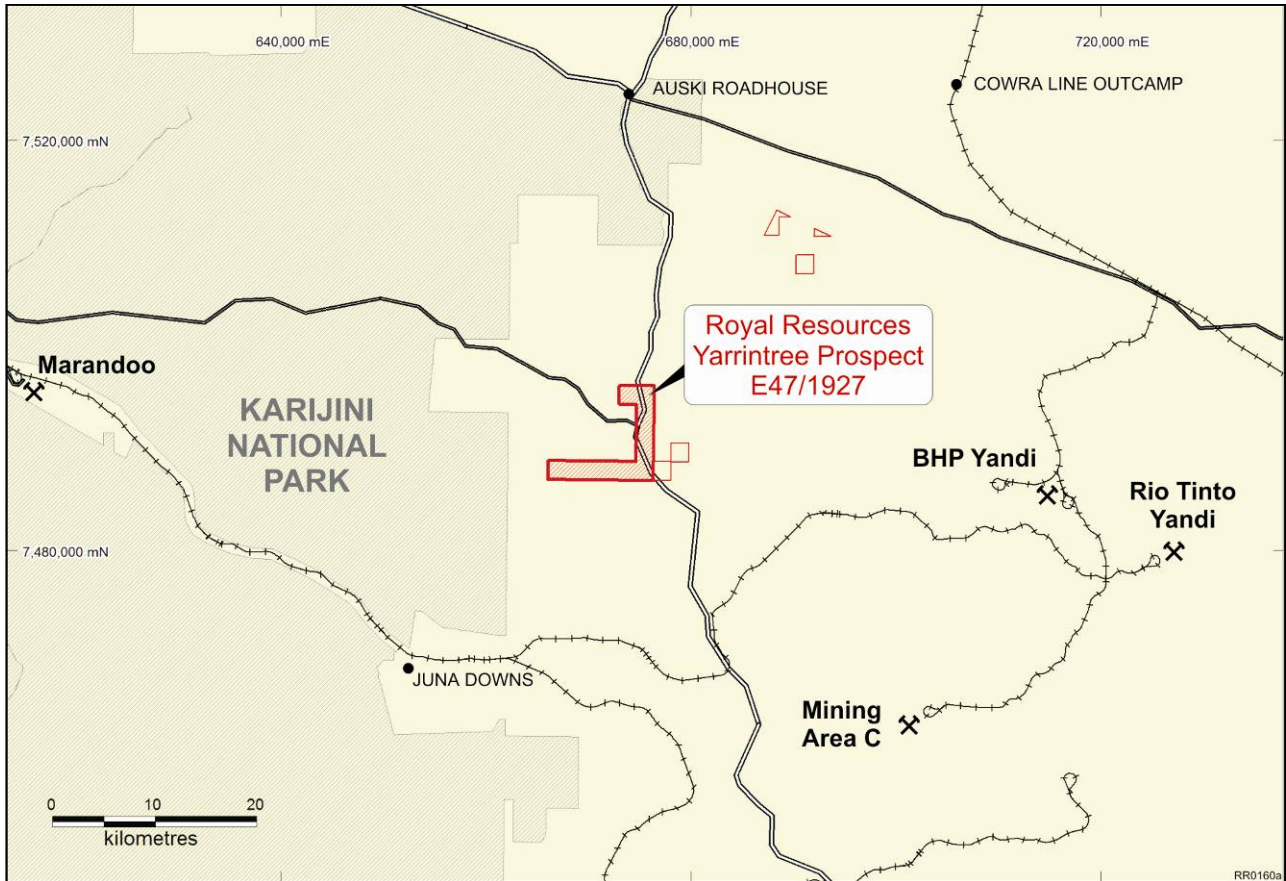 640,000 mE
680,000 mE
720,000 mE
AUSKI ROADHOUSE
COWRA LINE OUTCAMP
7,520,000 mN
Royal Resources
Yarrintree Prospect
E47/1927
Marandoo
KARIJINI
NATIONAL
PARK
BHP Yandi
Rio Tinto
Yandi
7,480,000 mN
JUNA DOWNS
Mining
Area C
0 10 20
kilometres
RR0160a